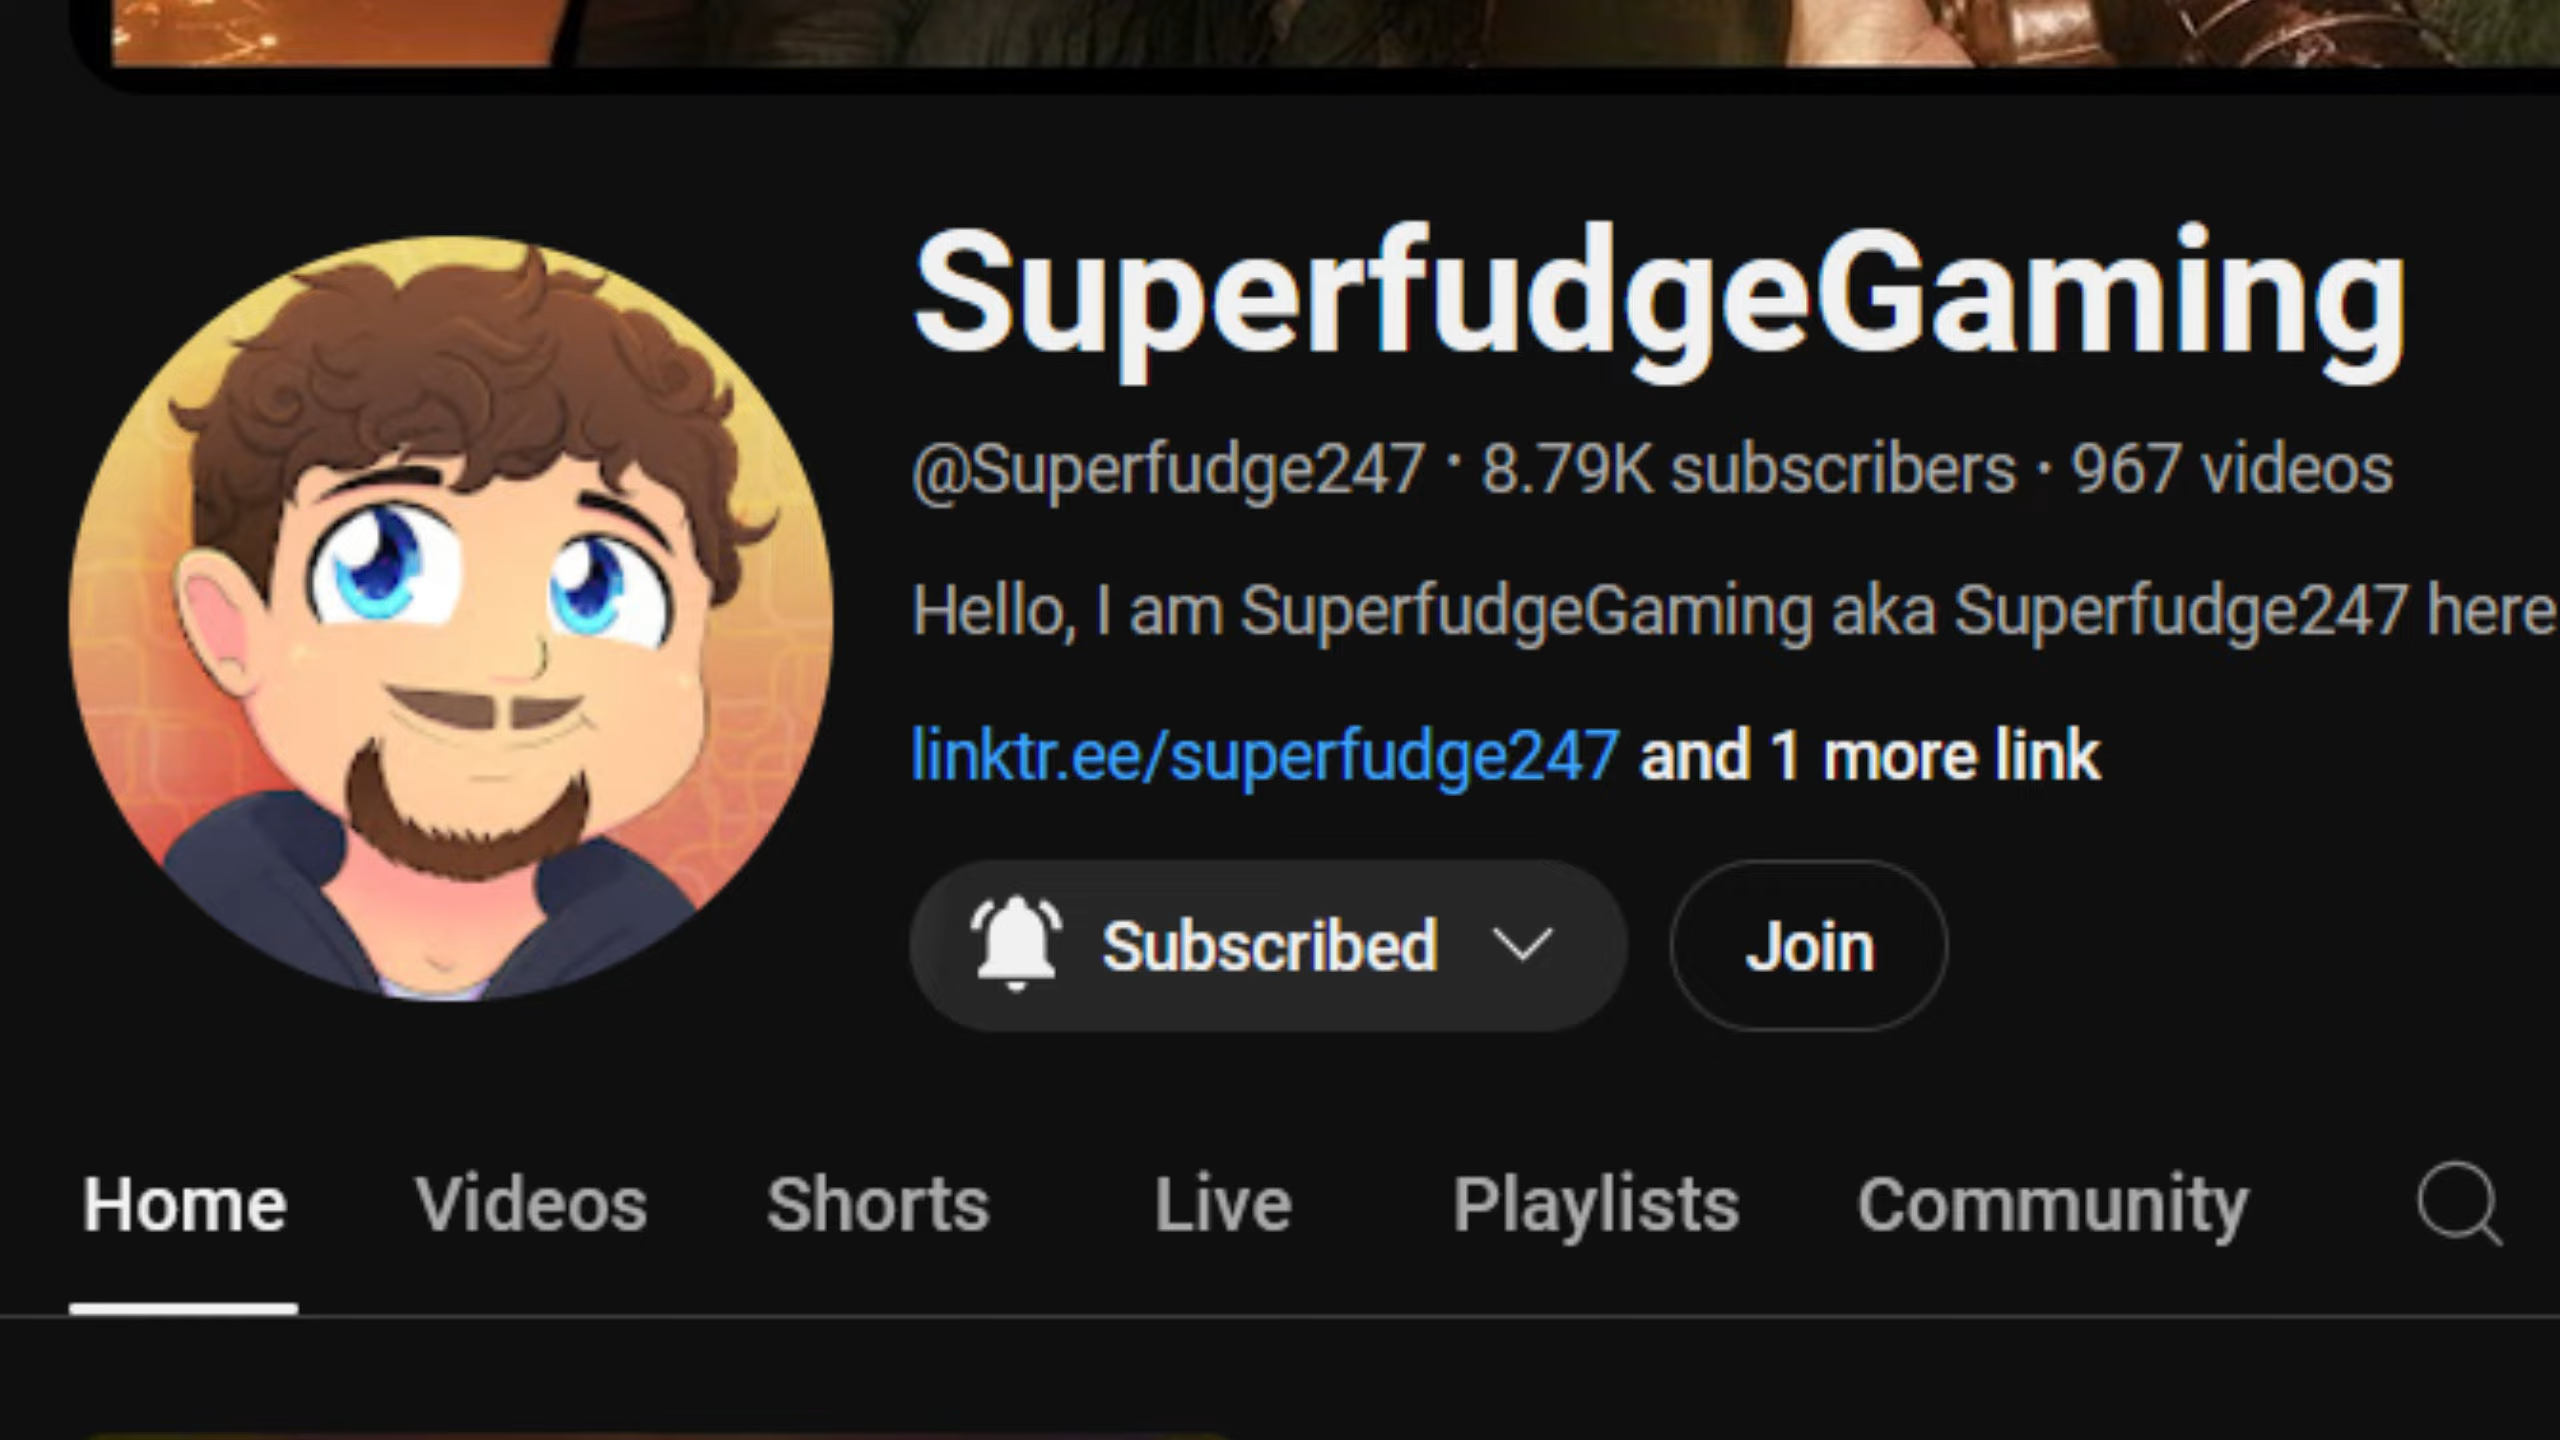 SuperfudgeGaming
@Superfudge247 · 8.79K subscribers · 967 videos
Hello, I am SuperfudgeGaming aka Superfudge247 here
linktr.ee/superfudge247 and 1 more link
Subscribed Join
Home Videos Shorts Live Playlists Community